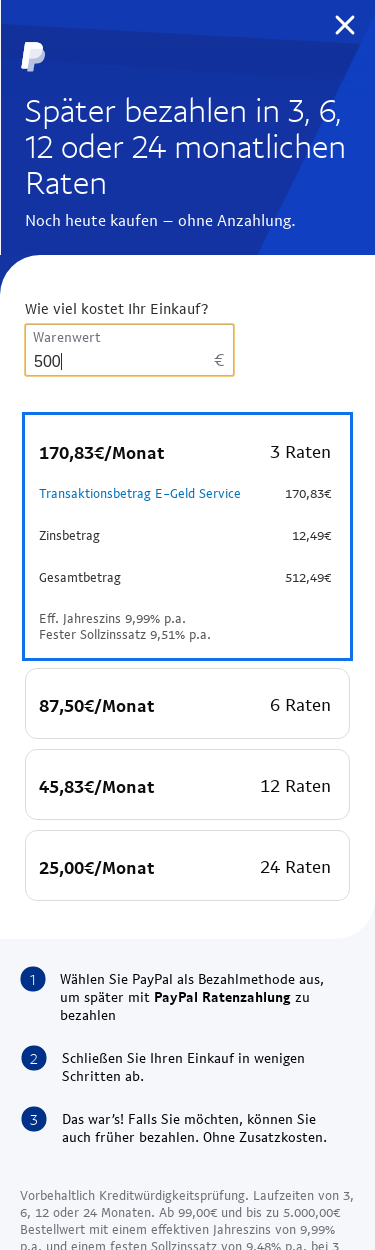 Später bezahlen in 3, 6,
12 oder 24 monatlichen
Raten
Noch heute kaufen – ohne Anzahlung.
Wie viel kostet Ihr Einkauf?
Warenwert
500 €
170,83€/Monat 3 Raten
Transaktionsbetrag E-Geld Service 170,83€
Zinsbetrag 12,49€
Gesamtbetrag 512,49€
Eff. Jahreszins 9,99% p.a.
Fester Sollzinssatz 9,51% p.a.
87,50€/Monat 6 Raten
45,83€/Monat 12 Raten
25,00€/Monat 24 Raten
1 Wählen Sie PayPal als Bezahlmethode aus,
um später mit PayPal Ratenzahlung zu
bezahlen
2 Schließen Sie Ihren Einkauf in wenigen
Schritten ab.
3 Das war's! Falls Sie möchten, können Sie
auch früher bezahlen. Ohne Zusatzkosten.
Vorbehaltlich Kreditwürdigkeitsprüfung. Laufzeiten von 3,
6, 12 oder 24 Monaten. Ab 99,00€ und bis zu 5.000,00€
Bestellwert mit einem effektiven Jahreszins von 9,99%
p.a. und einem festen Sollzinssatz von 9,48% p.a. bei 3